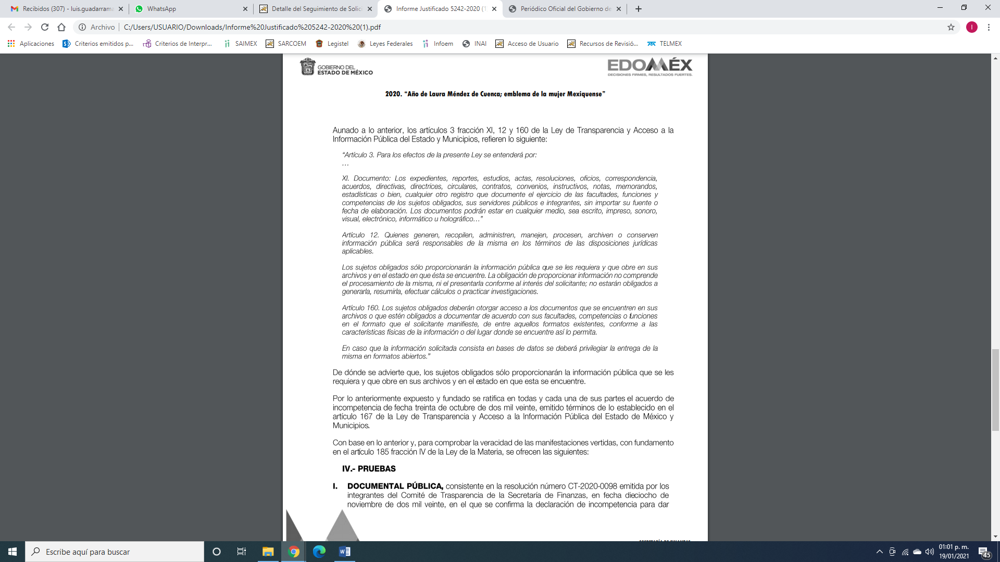 Recibidos (307) - luis.guadarrama
WhatsApp
Detalle del Seguimiento de Solici
Informe Justificado 5242-2020 (1
Periódico Oficial del Gobierno de
Archivo
C:/Users/USUARIO/Downloads/Informe%20Justificado%205242-2020%20(1).pdf
I
Aplicaciones
Criterios emitidos p...
Criterios de Interpr...
SAIMEX
SARCOEM
Legistel
Leyes Federales
Infoem
INAI
Acceso de Usuario
Recursos de Revisió...
TELMEX
GOBIERNO DEL
ESTADO DE MÉXICO
EDOMÉX
DECISIONES FIRMES, RESULTADOS FUERTES.
2020. “Año de Laura Méndez de Cuenca; emblema de la mujer Mexiquense”
Aunado a lo anterior, los artículos 3 fracción XI, 12 y 160 de la Ley de Transparencia y Acceso a la
Información Pública del Estado y Municipios, refieren lo siguiente:
“Artículo 3. Para los efectos de la presente Ley se entenderá por:
…
XI. Documento: Los expedientes, reportes, estudios, actas, resoluciones, oficios, correspondencia,
acuerdos, directivas, directrices, circulares, contratos, convenios, instructivos, notas, memorandos,
estadísticas o bien, cualquier otro registro que documente el ejercicio de las facultades, funciones y
competencias de los sujetos obligados, sus servidores públicos e integrantes, sin importar su fuente o
fecha de elaboración. Los documentos podrán estar en cualquier medio, sea escrito, impreso, sonoro,
visual, electrónico, informático u holográfico…”
Artículo 12. Quienes generen, recopilen, administren, manejen, procesen, archiven o conserven
información pública será responsables de la misma en los términos de las disposiciones jurídicas
aplicables.
Los sujetos obligados sólo proporcionarán la información pública que se les requiera y que obre en sus
archivos y en el estado en que ésta se encuentre. La obligación de proporcionar información no comprende
el procesamiento de la misma, ni el presentarla conforme al interés del solicitante; no estarán obligados a
generarla, resumirla, efectuar cálculos o practicar investigaciones.
Artículo 160. Los sujetos obligados deberán otorgar acceso a los documentos que se encuentren en sus
archivos o que estén obligados a documentar de acuerdo con sus facultades, competencias o funciones
en el formato que el solicitante manifieste, de entre aquellos formatos existentes, conforme a las
características físicas de la información o del lugar donde se encuentre así lo permita.
En caso que la información solicitada consista en bases de datos se deberá privilegiar la entrega de la
misma en formatos abiertos.”
De dónde se advierte que, los sujetos obligados sólo proporcionarán la información pública que se les
requiera y que obre en sus archivos y en el estado en que esta se encuentre.
Por lo anteriormente expuesto y fundado se ratifica en todas y cada una de sus partes el acuerdo de
incompetencia de fecha treinta de octubre de dos mil veinte, emitido términos de lo establecido en el
artículo 167 de la Ley de Transparencia y Acceso a la Información Pública del Estado de México y
Municipios.
Con base en lo anterior y, para comprobar la veracidad de las manifestaciones vertidas, con fundamento
en el artículo 185 fracción IV de la Ley de la Materia, se ofrecen las siguientes:
IV.- PRUEBAS
I. DOCUMENTAL PÚBLICA, consistente en la resolución número CT-2020-0098 emitida por los
integrantes del Comité de Trasparencia de la Secretaría de Finanzas, en fecha dieciocho de
noviembre de dos mil veinte, en el que se confirma la declaración de incompetencia para dar
SECRETARÍA DE FINANZAS
Escribe aquí para buscar
01:01 p. m.
19/01/2021
45